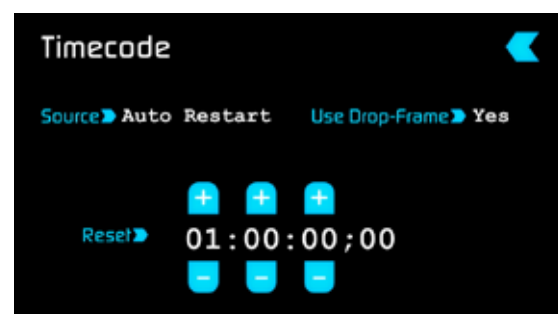 Timecode
Source Auto Restart Use Drop-Frame Yes
+ + +
Reset 01:00:00;00
- - -